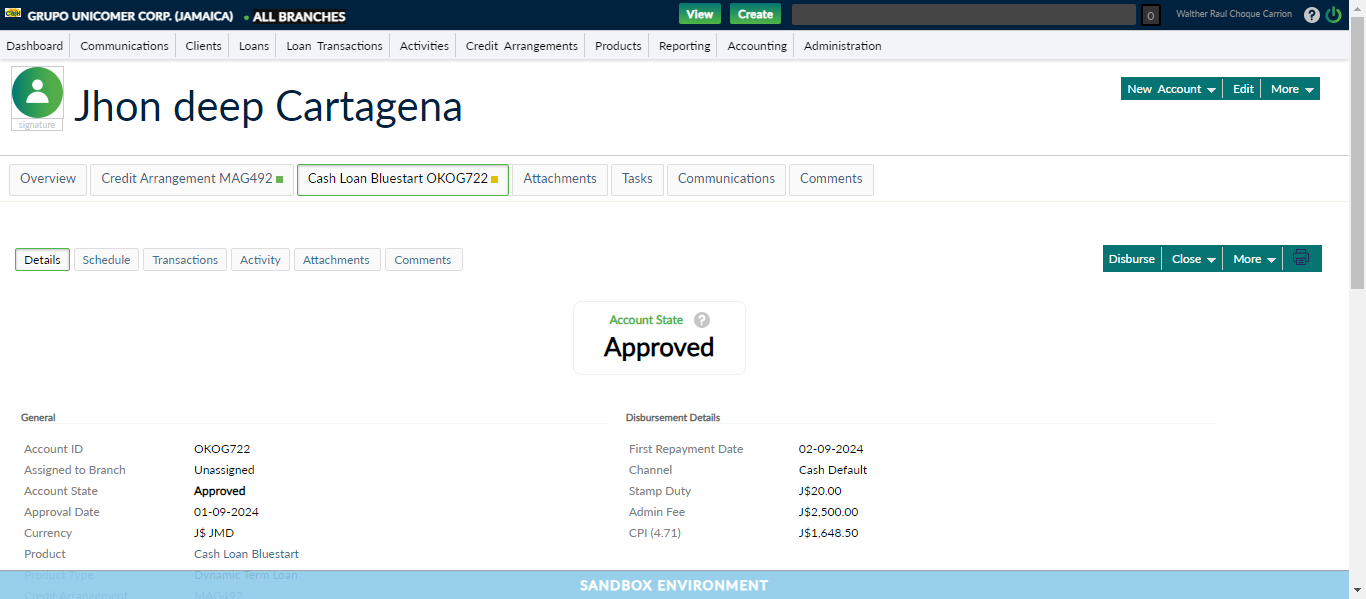 GRUPO UNICOMER CORP. (JAMAICA) • ALL BRANCHES View Create 0 Walther Raul Choque Carrion ?
Dashboard Communications Clients Loans Loan Transactions Activities Credit Arrangements Products Reporting Accounting Administration
signature
Jhon deep Cartagena
New Account Edit More
Overview Credit Arrangement MAG492 Cash Loan Bluestart OKOG722 Attachments Tasks Communications Comments
Details Schedule Transactions Activity Attachments Comments
Disburse Close More
Account State ?
Approved
General
Account ID OKOG722
Assigned to Branch Unassigned
Account State Approved
Approval Date 01-09-2024
Currency J$ JMD
Product Cash Loan Bluestart
Product Type Dynamic Term Loan
Credit Arrangement MAG492
Disbursement Details
First Repayment Date 02-09-2024
Channel Cash Default
Stamp Duty J$20.00
Admin Fee J$2,500.00
CPI (4.71) J$1,648.50
SANDBOX ENVIRONMENT